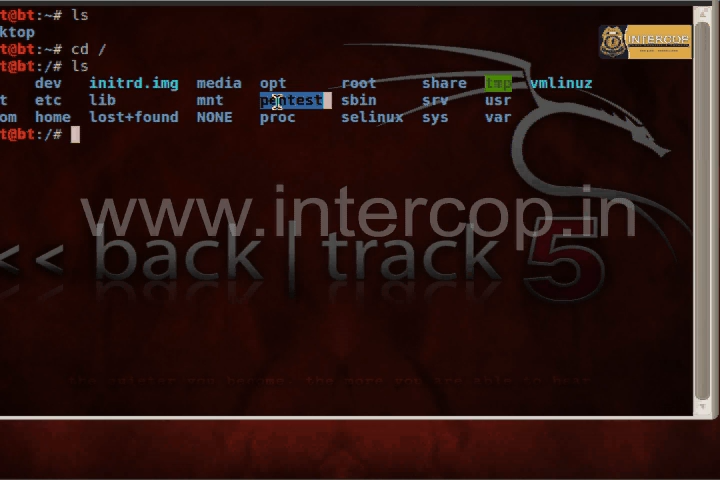 t@bt:~# ls
ktop
t@bt:~# cd /
t@bt:/# ls
dev initrd.img media opt root share tmp vmlinuz
t etc lib mnt pentest sbin srv usr
om home lost+found NONE proc selinux sys var
t@bt:/#
INTERCOP
www.intercop.in
<< back | track 5